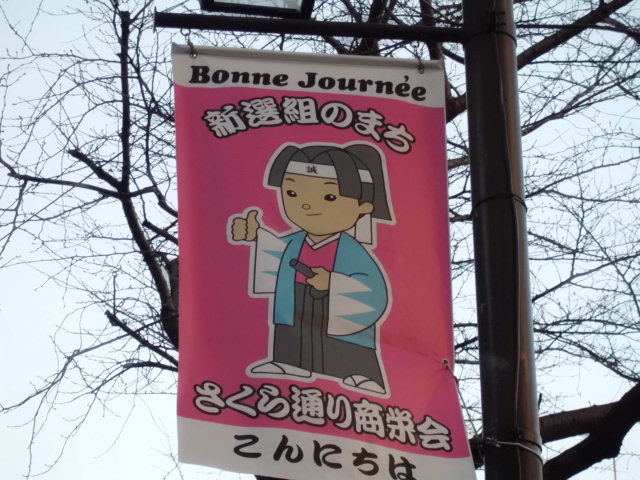 Bonne Journée
新選組のまち
誠
さくら通り商栄会
こんにちは